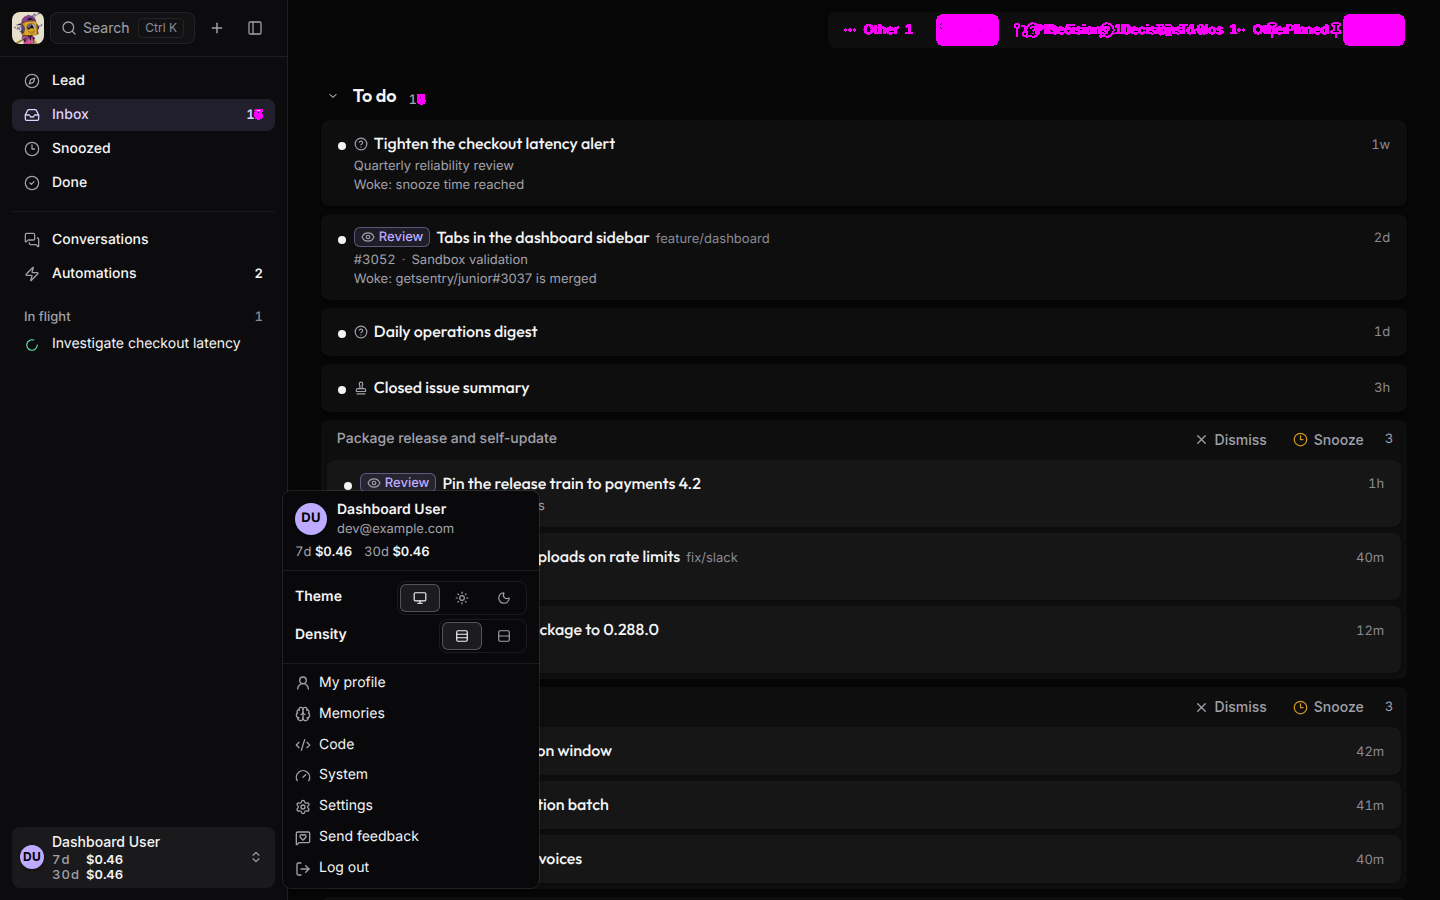 Search Ctrl K
Lead
Inbox
Snoozed
Done
Conversations
Automations 2
In flight 1
Investigate checkout latency
Dashboard User
7d $0.46
30d $0.46
DU
Other 1
To do
Tighten the checkout latency alert 1w
Quarterly reliability review
Woke: snooze time reached
Review Tabs in the dashboard sidebar feature/dashboard 2d
#3052 · Sandbox validation
Woke: getsentry/junior#3037 is merged
Daily operations digest 1d
Closed issue summary 3h
Package release and self-update Dismiss Snooze 3
Review Pin the release train to payments 4.2 1h
s
ploads on rate limits fix/slack 40m
ckage to 0.288.0 12m
Dismiss Snooze 3
on window 42m
tion batch 41m
voices 40m
DU
Dashboard User
dev@example.com
7d $0.46 30d $0.46
Theme
Density
My profile
Memories
Code
System
Settings
Send feedback
Log out